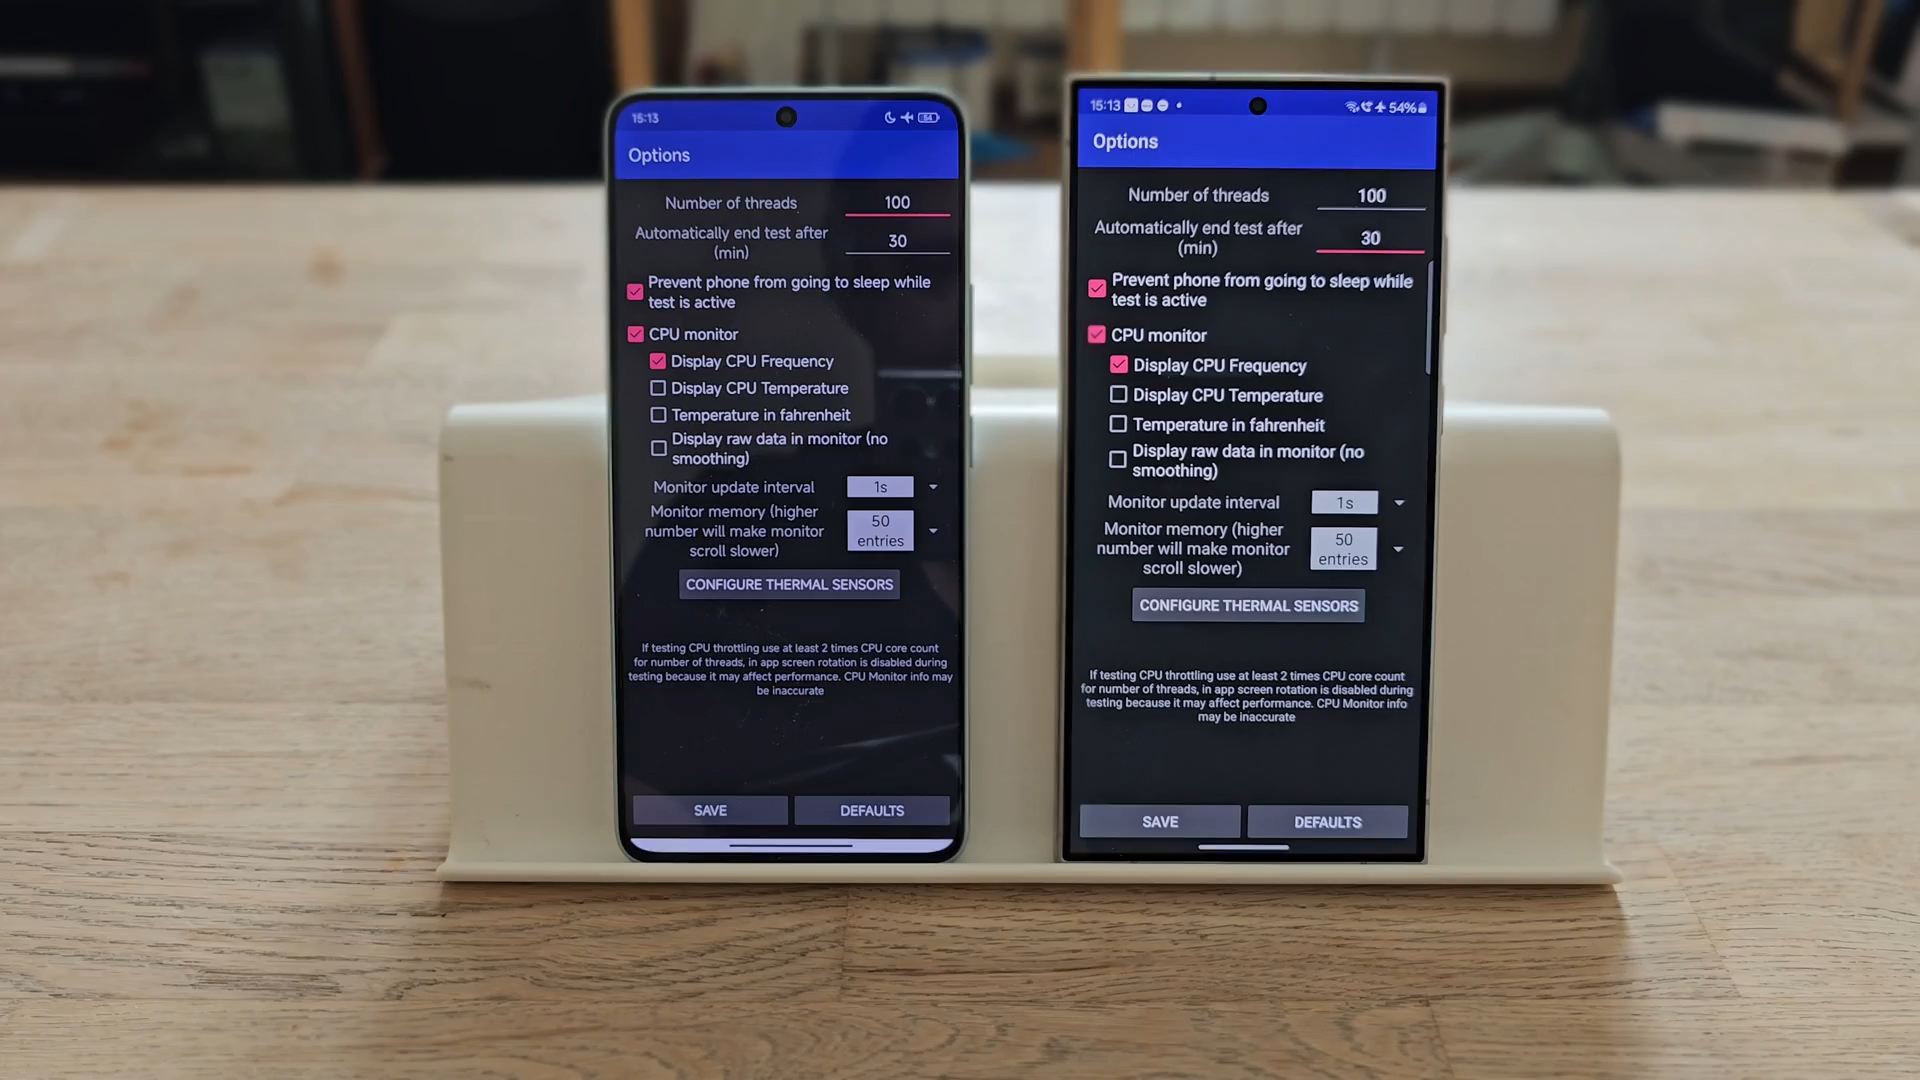 15:13
54
Options
Number of threads
100
Automatically end test after
(min)
30
Prevent phone from going to sleep while
test is active
CPU monitor
Display CPU Frequency
Display CPU Temperature
Temperature in fahrenheit
Display raw data in monitor (no
smoothing)
Monitor update interval
1s
Monitor memory (higher
number will make monitor
scroll slower)
50
entries
CONFIGURE THERMAL SENSORS
If testing CPU throttling use at least 2 times CPU core count
for number of threads, in app screen rotation is disabled during
testing because it may affect performance. CPU Monitor info may
be inaccurate
SAVE
DEFAULTS
15:13
54%
Options
Number of threads
100
Automatically end test after
(min)
30
Prevent phone from going to sleep while
test is active
CPU monitor
Display CPU Frequency
Display CPU Temperature
Temperature in fahrenheit
Display raw data in monitor (no
smoothing)
Monitor update interval
1s
Monitor memory (higher
number will make monitor
scroll slower)
50
entries
CONFIGURE THERMAL SENSORS
If testing CPU throttling use at least 2 times CPU core count
for number of threads, in app screen rotation is disabled during
testing because it may affect performance. CPU Monitor info
may be inaccurate
SAVE
DEFAULTS